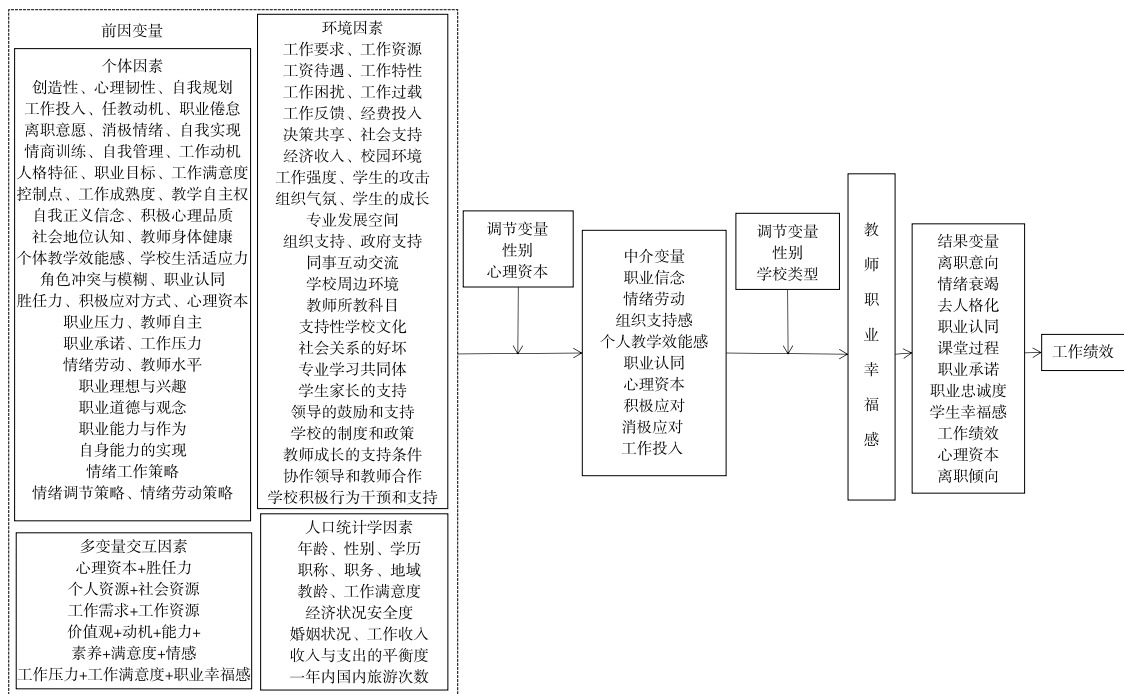 前因变量
个体因素
创造性、心理韧性、自我规划
工作投入、任教动机、职业倦怠
离职意愿、消极情绪、自我实现
情商训练、自我管理、工作动机
人格特征、职业目标、工作满意度
控制点、工作成熟度、教学自主权
自我正义信念、积极心理品质
社会地位认知、教师身体健康
个体教学效能感、学校生活适应力
角色冲突与模糊、职业认同
胜任力、积极应对方式、心理资本
职业压力、教师自主
职业承诺、工作压力
情绪劳动、教师水平
职业理想与兴趣
职业道德与观念
职业能力与作为
自身能力的实现
情绪工作策略
情绪调节策略、情绪劳动策略
多变量交互因素
心理资本+胜任力
个人资源+社会资源
工作需求+工作资源
价值观+动机+能力+
素养+满意度+情感
工作压力+工作满意度+职业幸福感
环境因素
工作要求、工作资源
工资待遇、工作特性
工作困扰、工作过载
工作反馈、经费投入
决策共享、社会支持
经济收入、校园环境
工作强度、学生的攻击
组织气氛、学生的成长
专业发展空间
组织支持、政府支持
同事互动交流
学校周边环境
教师所教科目
支持性学校文化
社会关系的好坏
专业学习共同体
学生家长的支持
领导的鼓励和支持
学校的制度和政策
教师成长的支持条件
协作领导和教师合作
学校积极行为干预和支持
人口统计学因素
年龄、性别、学历
职称、职务、地域
教龄、工作满意度
经济状况安全度
婚姻状况、工作收入
收入与支出的平衡度
一年内国内旅游次数
调节变量
性别
心理资本
中介变量
职业信念
情绪劳动
组织支持感
个人教学效能感
职业认同
心理资本
积极应对
消极应对
工作投入
调节变量
性别
学校类型
教师职业幸福感
结果变量
离职意向
情绪衰竭
去人格化
职业认同
课堂过程
职业承诺
职业忠诚度
学生幸福感
工作绩效
心理资本
离职倾向
工作绩效